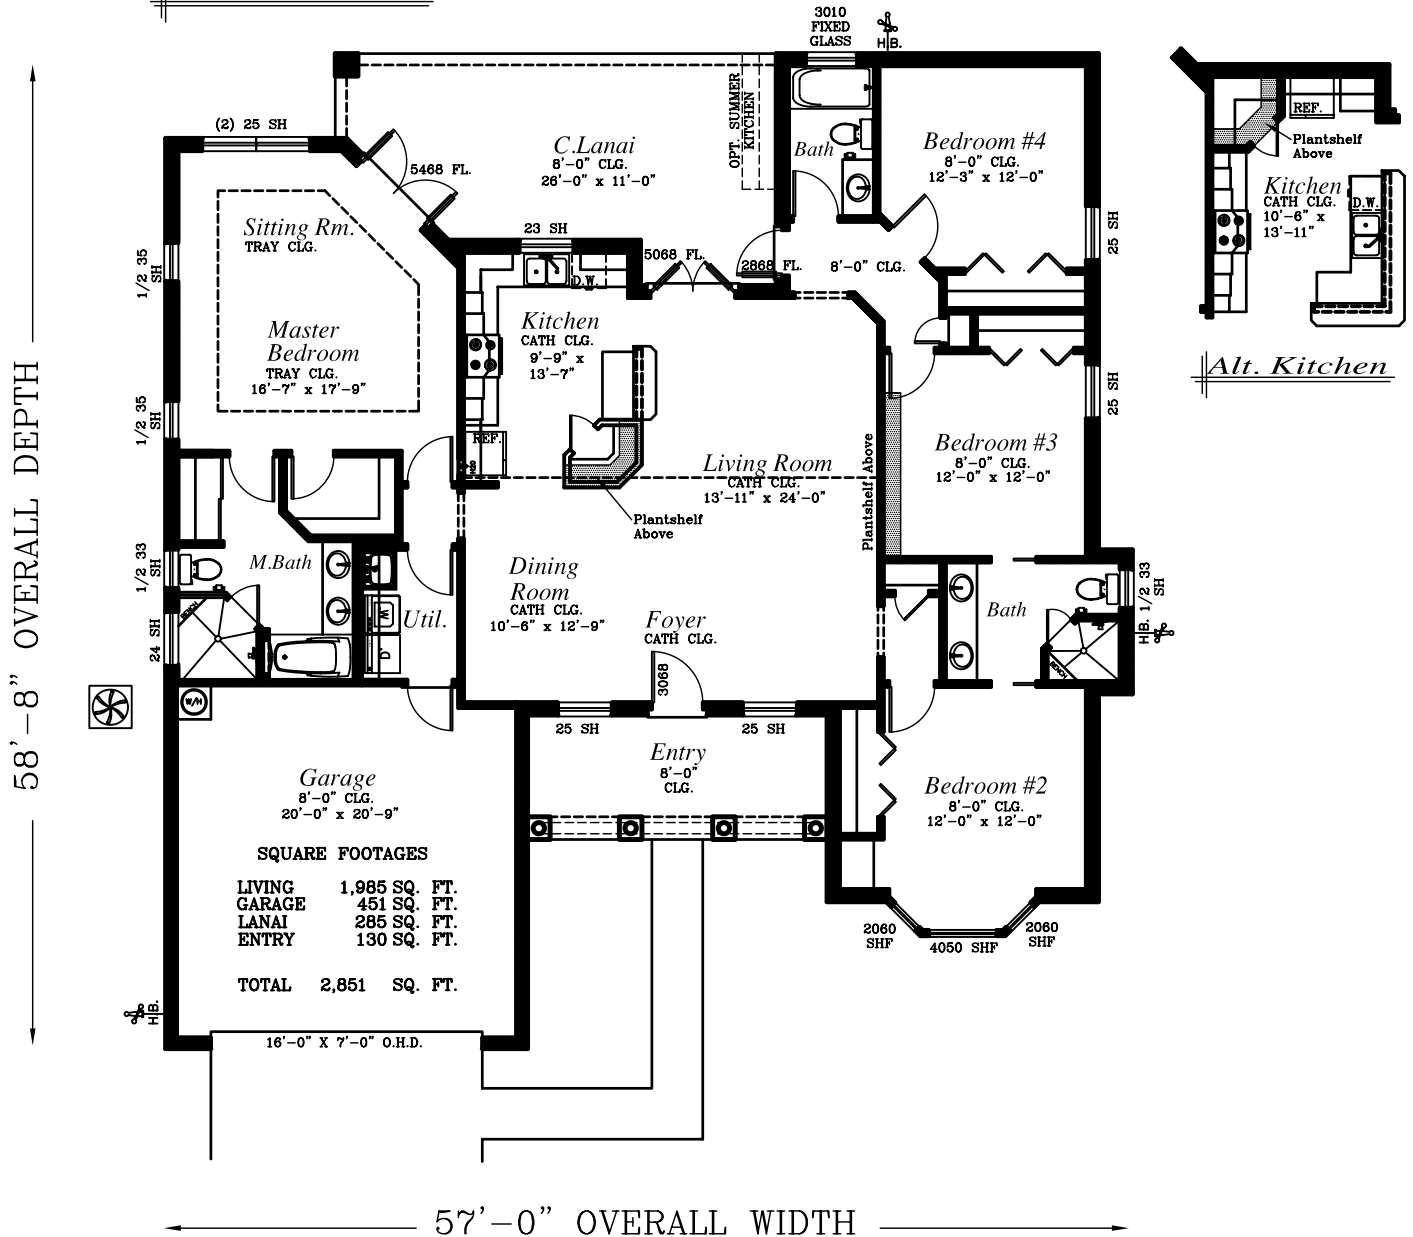 3010
FIXED
GLASS
H.B.
(2) 25 SH
5468 FL.
C.Lanai
8'-0" CLG.
26'-0" x 11'-0"
OPT. SUMMER
KITCHEN
Bath
Bedroom #4
8'-0" CLG.
12'-3" x 12'-0"
25 SH
REF.
Plantshelf
Above
Kitchen
CATH CLG.
10'-6" x
13'-11"
D.W.
Alt. Kitchen
Sitting Rm.
TRAY CLG.
1/2 35
SH
23 SH
5068 FL.
2868 FL.
8'-0" CLG.
D.W.
Master
Bedroom
TRAY CLG.
16'-7" x 17'-9"
Kitchen
CATH CLG.
9'-9" x
13'-7"
1/2 35
SH
25 SH
REF.
H20
Living Room
CATH CLG.
13'-11" x 24'-0"
Plantshelf Above
Bedroom #3
8'-0" CLG.
12'-0" x 12'-0"
Plantshelf
Above
58'-8" OVERALL DEPTH
1/2 33
SH
M.Bath
BENCH
24 SH
W
D
Util.
Dining
Room
CATH CLG.
10'-6" x 12'-9"
Foyer
CATH CLG.
3068
Bath
BENCH
1/2 33
SH
H.B.
W/H
25 SH
25 SH
Entry
8'-0"
CLG.
Garage
8'-0" CLG.
20'-0" x 20'-9"
Bedroom #2
8'-0" CLG.
12'-0" x 12'-0"
SQUARE FOOTAGES
LIVING 1,985 SQ. FT.
GARAGE 451 SQ. FT.
LANAI 285 SQ. FT.
ENTRY 130 SQ. FT.
TOTAL 2,851 SQ. FT.
2060
SHF
4050 SHF
2060
SHF
H.B.
16'-0" X 7'-0" O.H.D.
57'-0" OVERALL WIDTH